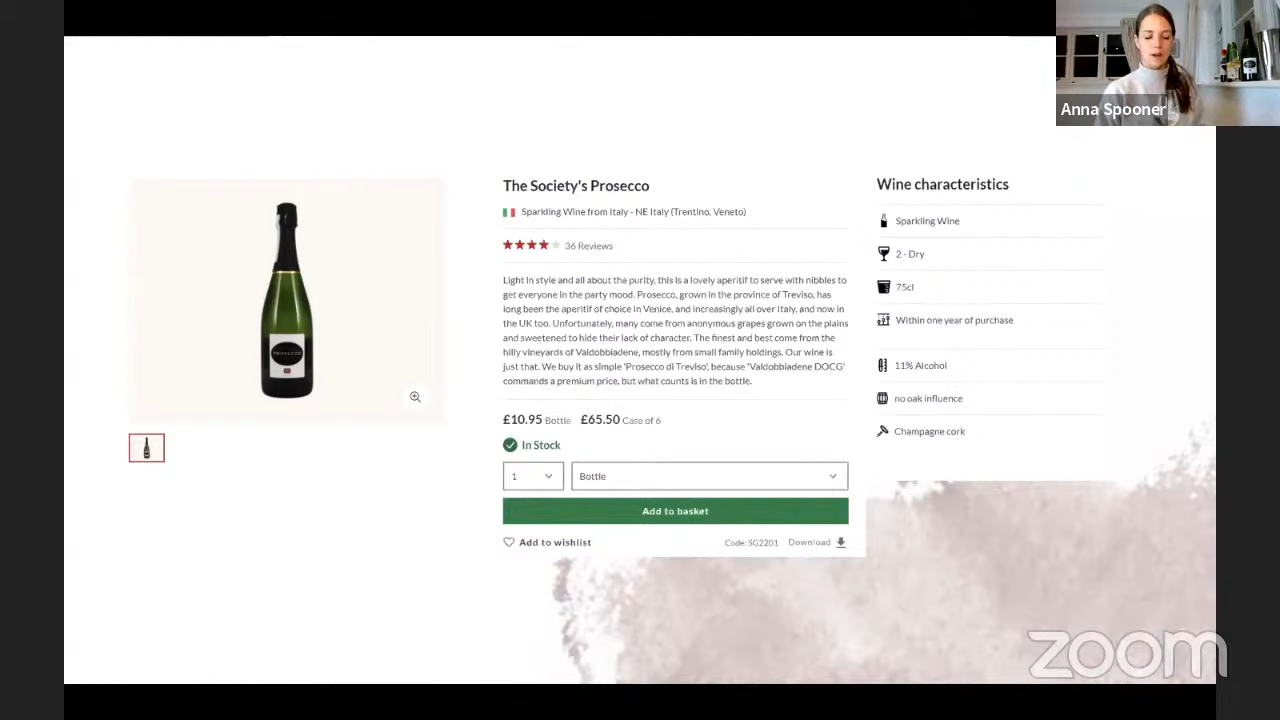 Anna Spooner
The Society's Prosecco
Sparkling Wine from Italy - NE Italy (Trentino, Veneto)
36 Reviews
Light in style and all about the purity, this is a lovely aperitif to serve with nibbles to
get everyone in the party mood. Prosecco, grown in the province of Treviso, has
long been the aperitif of choice in Venice, and increasingly all over Italy, and now in
the UK too. Unfortunately, many come from anonymous grapes grown on the plains
and sweetened to hide their lack of character. The finest and best come from the
hilly vineyards of Valdobbiadene, mostly from small family holdings. Our wine is
just that. We buy it as simple 'Prosecco di Treviso', because 'Valdobbiadene DOCG'
commands a premium price, but what counts is in the bottle.
£10.95 Bottle £65.50 Case of 6
In Stock
1 Bottle
Add to basket
Add to wishlist Code: SG2201 Download
Wine characteristics
Sparkling Wine
2 - Dry
75cl
Within one year of purchase
11% Alcohol
no oak influence
Champagne cork
PROSECCO
zoom